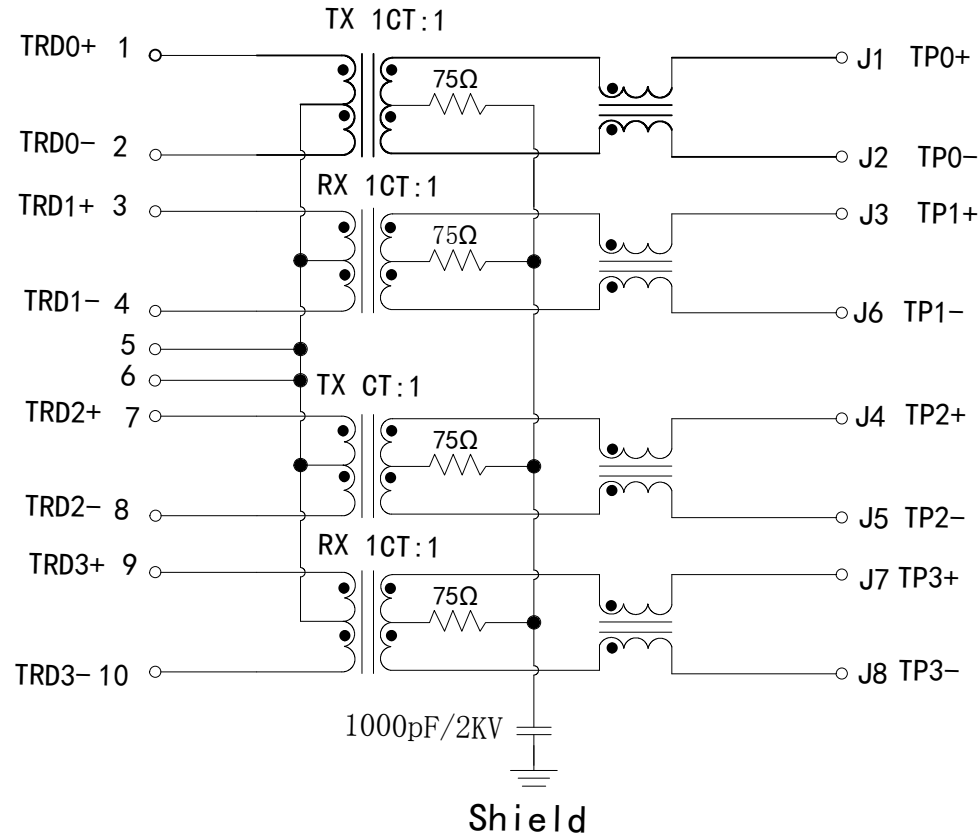 TX 1CT:1
TRD0+ 1
75Ω
J1 TP0+
TRD0- 2
J2 TP0-
RX 1CT:1
TRD1+ 3
75Ω
J3 TP1+
TRD1- 4
J6 TP1-
5
6
TX CT:1
TRD2+ 7
75Ω
J4 TP2+
TRD2- 8
J5 TP2-
RX 1CT:1
TRD3+ 9
75Ω
J7 TP3+
TRD3- 10
J8 TP3-
1000pF/2KV
Shield